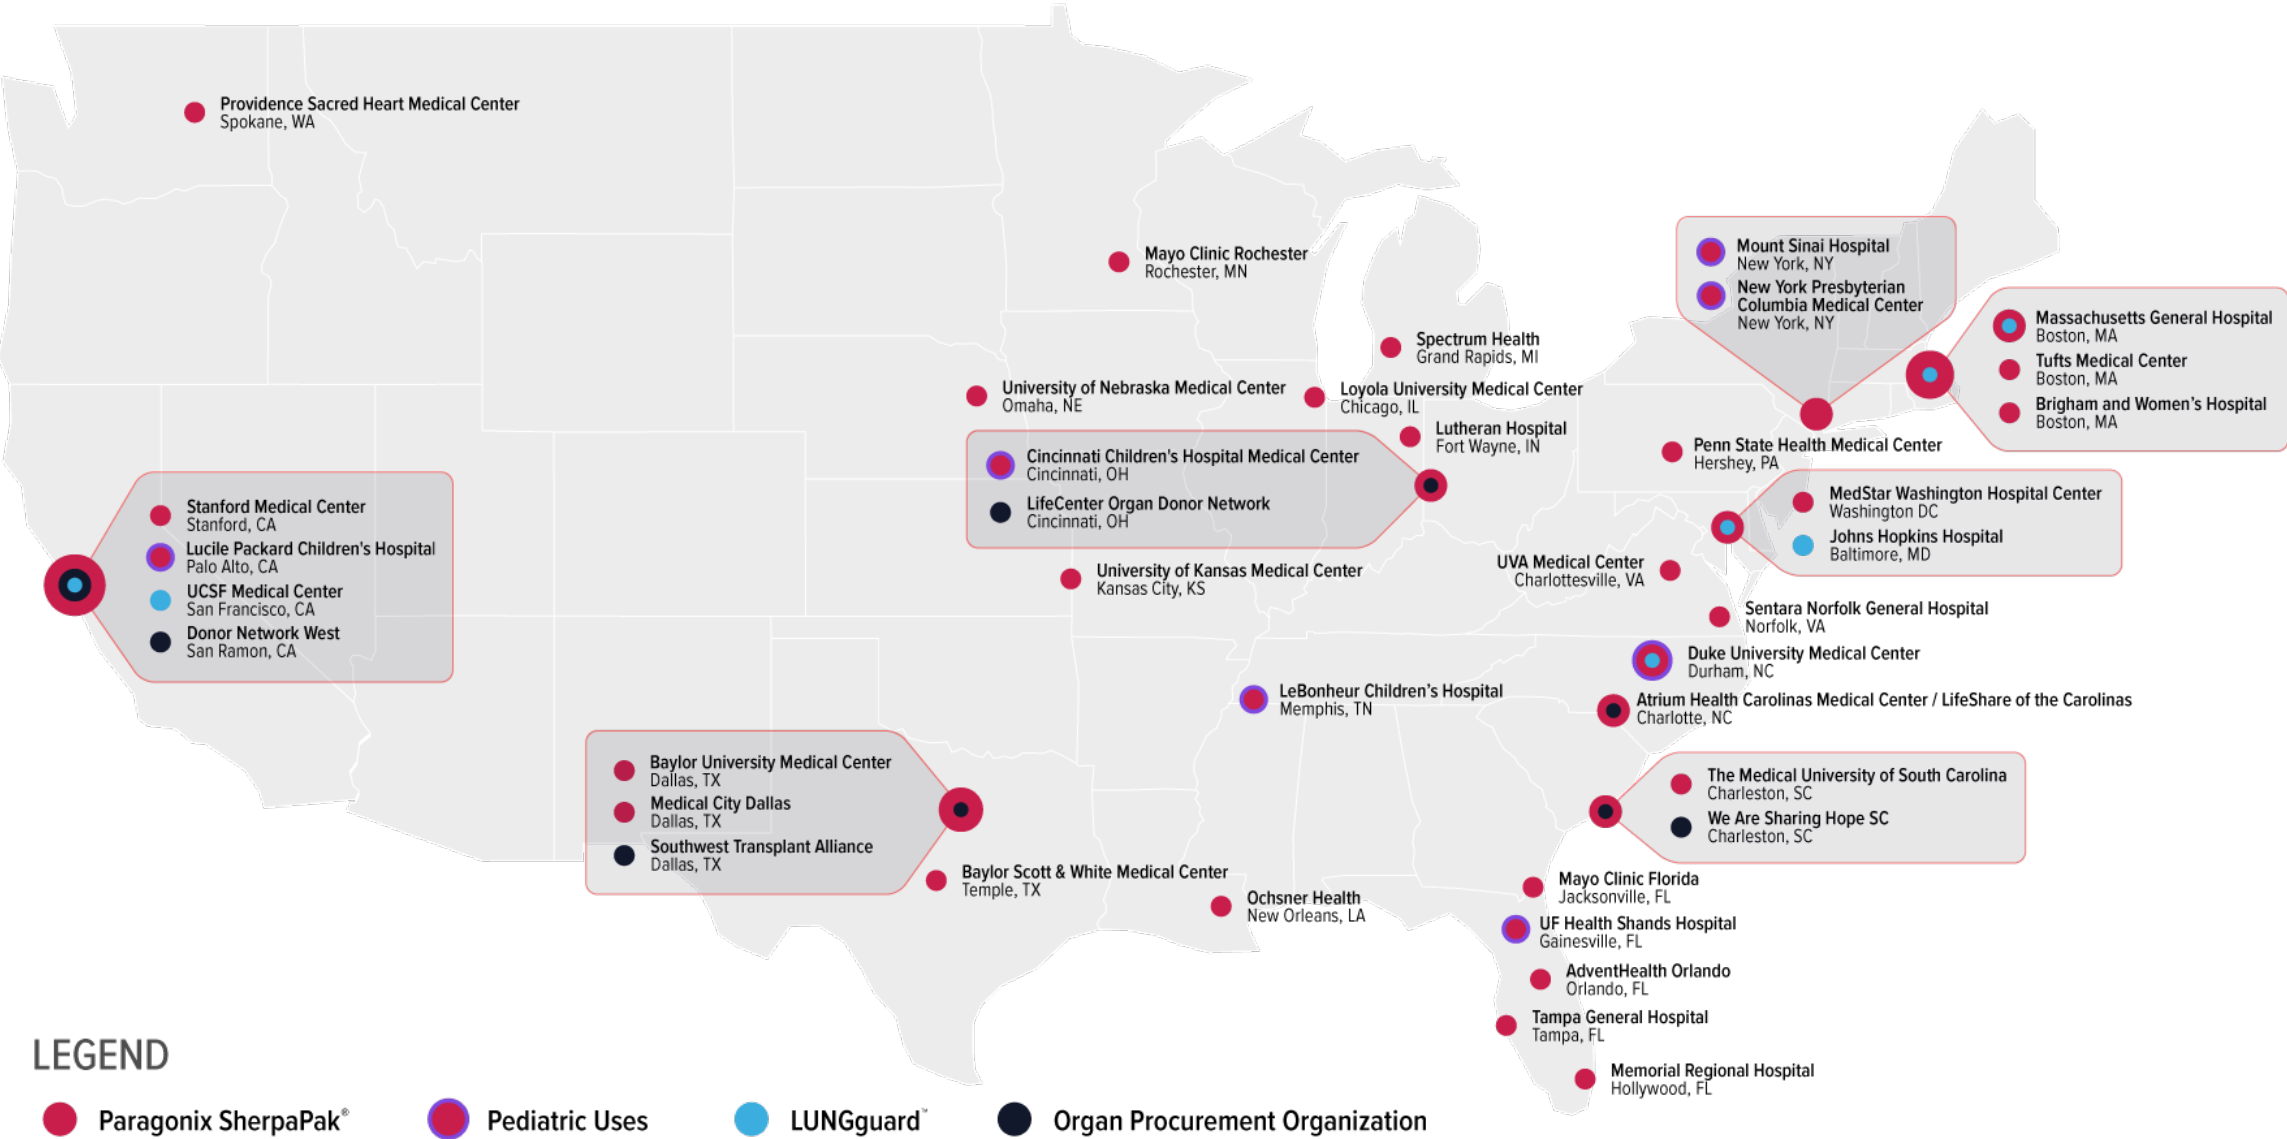 Providence Sacred Heart Medical Center
Spokane, WA
Mayo Clinic Rochester
Rochester, MN
Mount Sinai Hospital
New York, NY
New York Presbyterian
Columbia Medical Center
New York, NY
Massachusetts General Hospital
Boston, MA
Tufts Medical Center
Boston, MA
Brigham and Women's Hospital
Boston, MA
Spectrum Health
Grand Rapids, MI
University of Nebraska Medical Center
Omaha, NE
Loyola University Medical Center
Chicago, IL
Lutheran Hospital
Fort Wayne, IN
Penn State Health Medical Center
Hershey, PA
Cincinnati Children's Hospital Medical Center
Cincinnati, OH
LifeCenter Organ Donor Network
Cincinnati, OH
MedStar Washington Hospital Center
Washington DC
Johns Hopkins Hospital
Baltimore, MD
Stanford Medical Center
Stanford, CA
Lucile Packard Children's Hospital
Palo Alto, CA
UCSF Medical Center
San Francisco, CA
Donor Network West
San Ramon, CA
University of Kansas Medical Center
Kansas City, KS
UVA Medical Center
Charlottesville, VA
Sentara Norfolk General Hospital
Norfolk, VA
Duke University Medical Center
Durham, NC
LeBonheur Children's Hospital
Memphis, TN
Atrium Health Carolinas Medical Center / LifeShare of the Carolinas
Charlotte, NC
Baylor University Medical Center
Dallas, TX
Medical City Dallas
Dallas, TX
Southwest Transplant Alliance
Dallas, TX
The Medical University of South Carolina
Charleston, SC
We Are Sharing Hope SC
Charleston, SC
Baylor Scott & White Medical Center
Temple, TX
Ochsner Health
New Orleans, LA
Mayo Clinic Florida
Jacksonville, FL
UF Health Shands Hospital
Gainesville, FL
AdventHealth Orlando
Orlando, FL
Tampa General Hospital
Tampa, FL
Memorial Regional Hospital
Hollywood, FL
LEGEND
Paragonix SherpaPak®
Pediatric Uses
LUNGguard™
Organ Procurement Organization